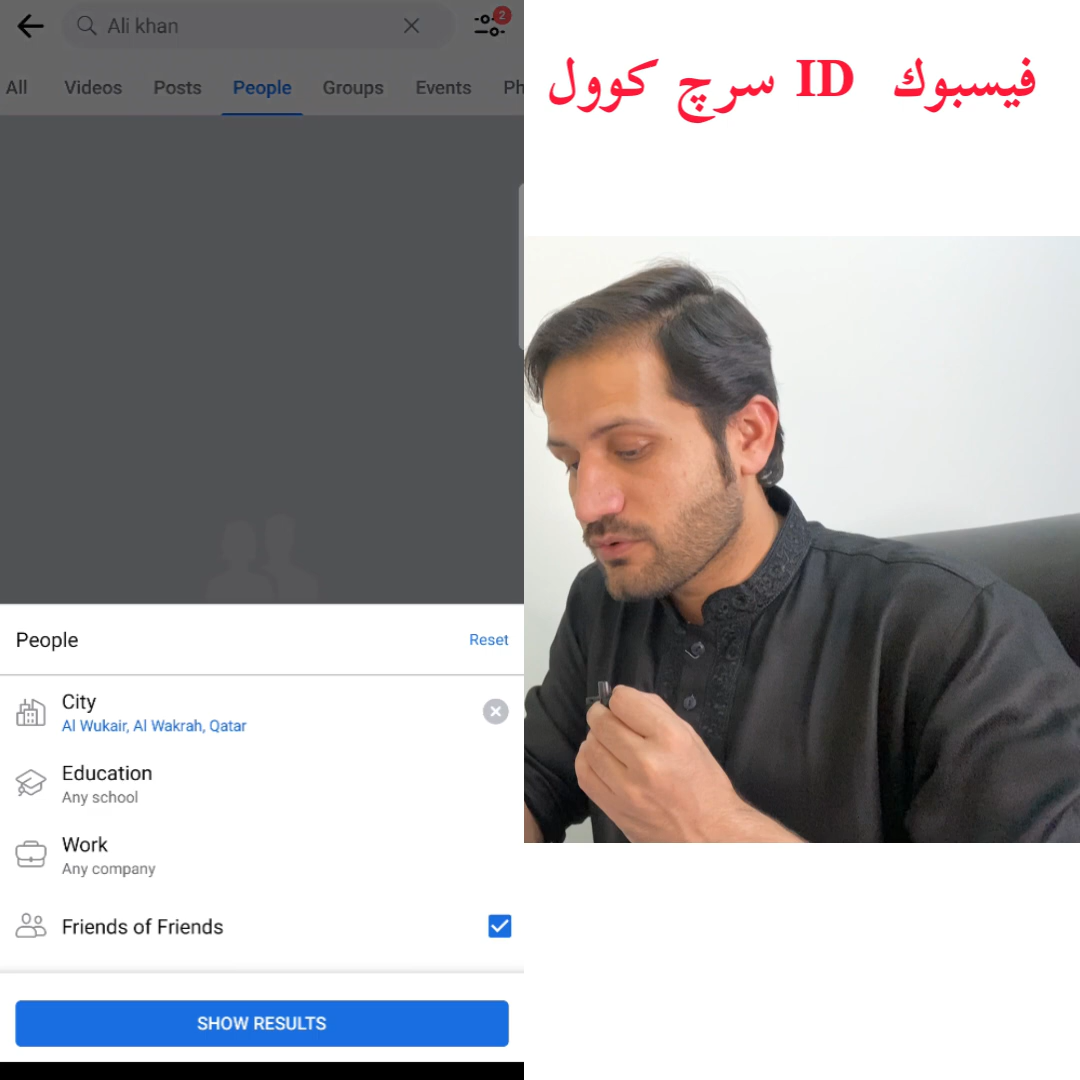 Ali khan
2
All Videos Posts People Groups Events Ph
فيسبوك ID سرچ كوول
People
Reset
City
Al Wukair, Al Wakrah, Qatar
Education
Any school
Work
Any company
Friends of Friends
SHOW RESULTS